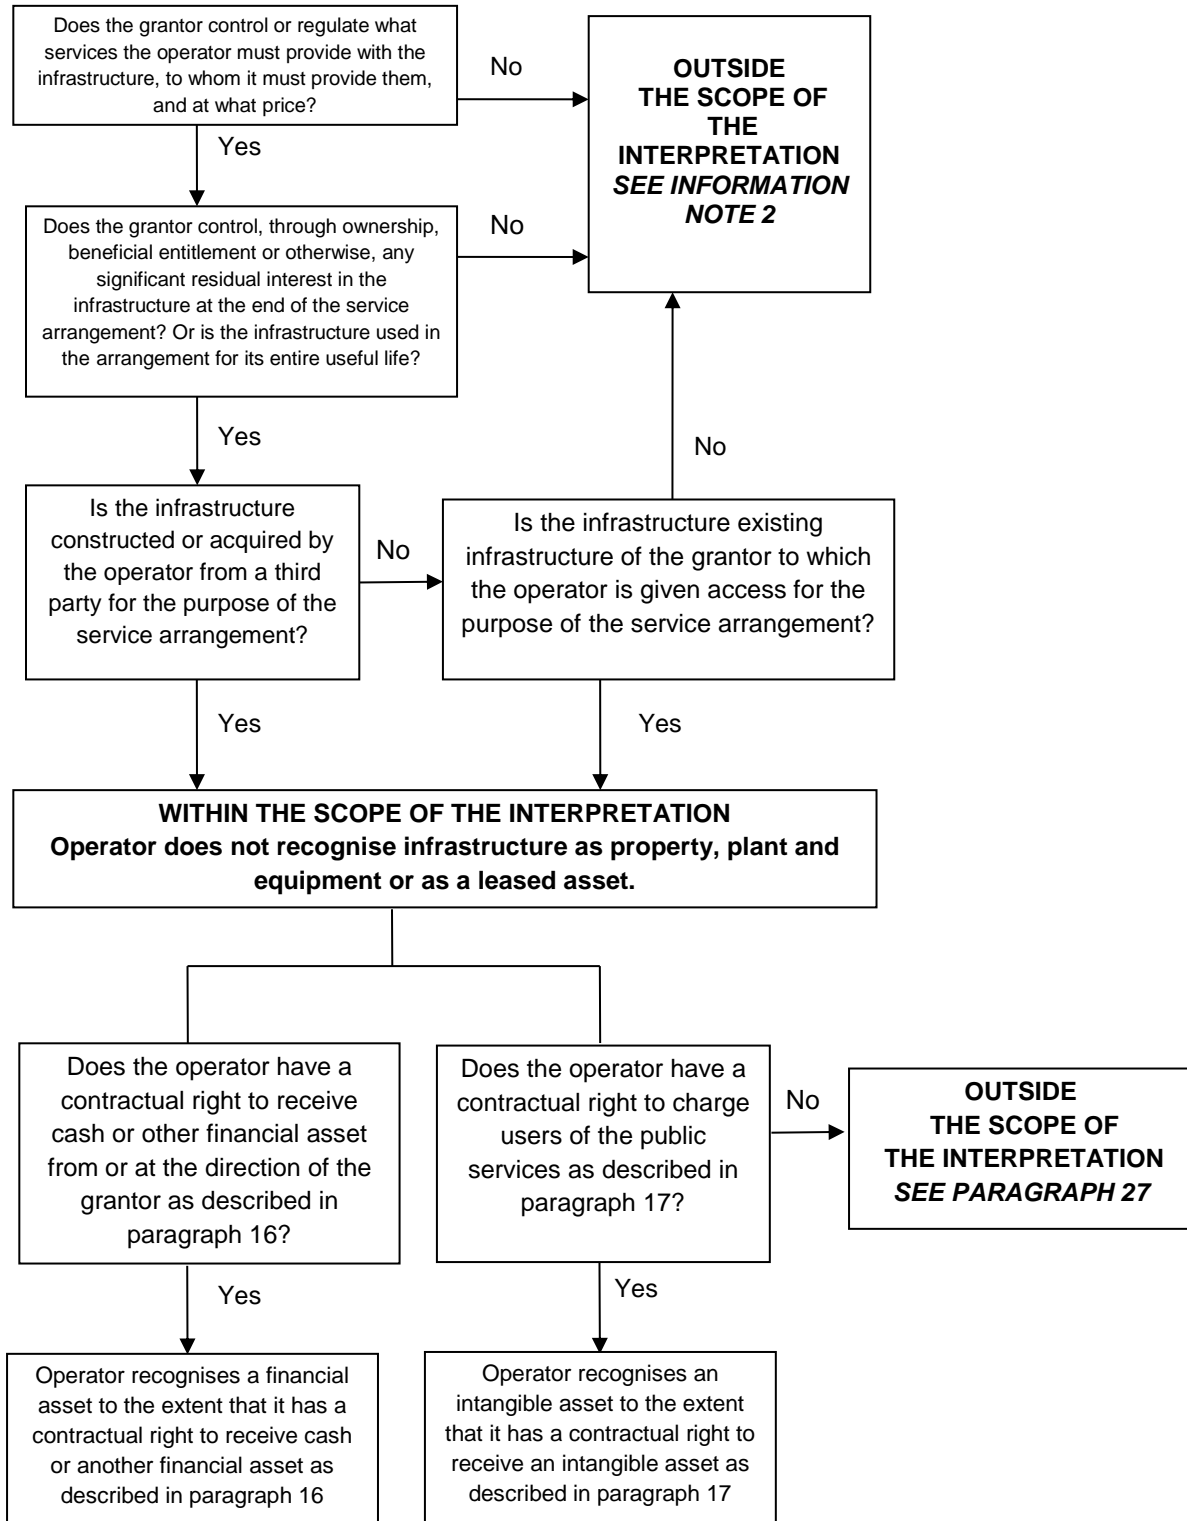 Does the grantor control or regulate what
services the operator must provide with the
infrastructure, to whom it must provide them,
and at what price?
No
OUTSIDE
THE SCOPE OF
THE
INTERPRETATION
SEE INFORMATION
NOTE 2
Yes
Does the grantor control, through ownership,
beneficial entitlement or otherwise, any
significant residual interest in the
infrastructure at the end of the service
arrangement? Or is the infrastructure used in
the arrangement for its entire useful life?
No
Yes
No
Is the infrastructure
constructed or acquired by
the operator from a third
party for the purpose of the
service arrangement?
No
Is the infrastructure existing
infrastructure of the grantor to which
the operator is given access for the
purpose of the service arrangement?
Yes
Yes
WITHIN THE SCOPE OF THE INTERPRETATION
Operator does not recognise infrastructure as property, plant and
equipment or as a leased asset.
Does the operator have a
contractual right to receive
cash or other financial asset
from or at the direction of the
grantor as described in
paragraph 16?
Does the operator have a
contractual right to charge
users of the public
services as described in
paragraph 17?
No
OUTSIDE
THE SCOPE OF
THE INTERPRETATION
SEE PARAGRAPH 27
Yes
Yes
Operator recognises a financial
asset to the extent that it has a
contractual right to receive cash
or another financial asset as
described in paragraph 16
Operator recognises an
intangible asset to the extent
that it has a contractual right to
receive an intangible asset as
described in paragraph 17